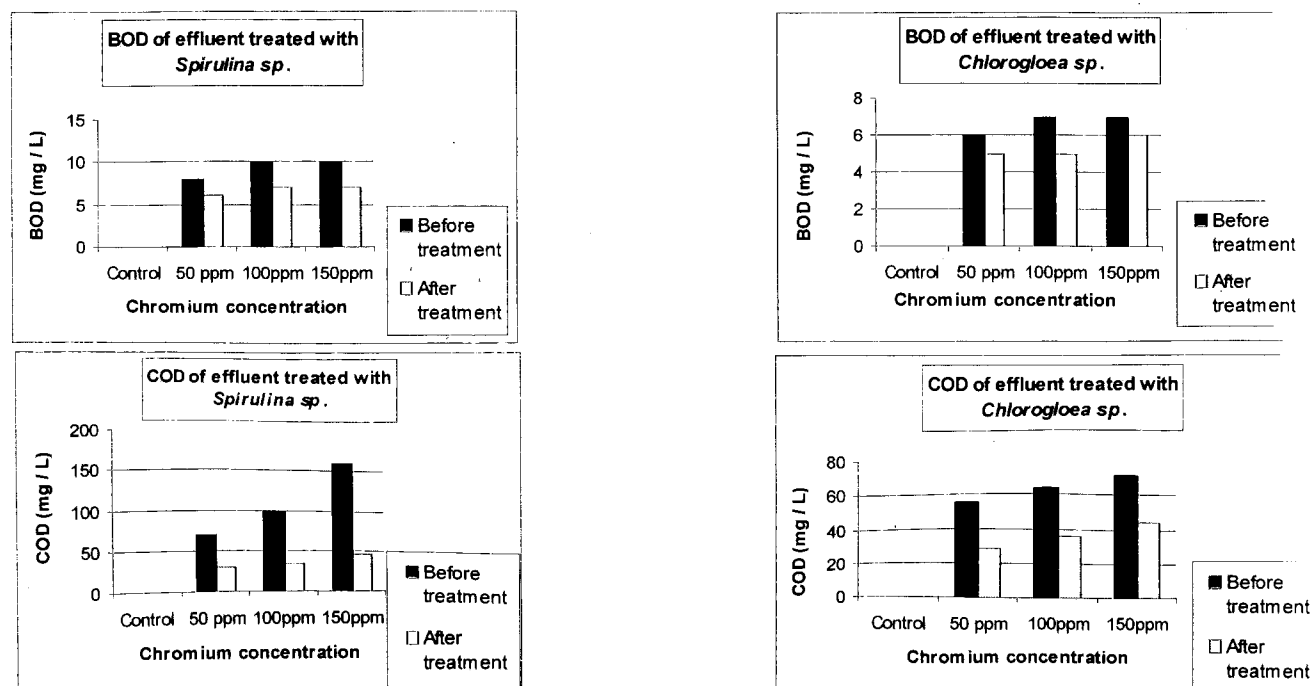 BOD of effluent treated with
Spirulina sp.
15
10
5
0
BOD (mg / L)
Control 50 ppm 100ppm 150ppm
Chromium concentration
Before
treatment
After
treatment
BOD of effluent treated with
Chlorogloea sp.
8
6
4
2
0
BOD (mg / L)
Control 50 ppm 100ppm 150ppm
Chromium concentration
Before
treatment
After
treatment
COD of effluent treated with
Spirulina sp.
200
150
100
50
0
COD (mg / L)
Control 50 ppm 100ppm 150ppm
Chromium concentration
Before
treatment
After
treatment
COD of effluent treated with
Chlorogloea sp.
80
60
40
20
0
COD (mg / L)
Control 50 ppm 100ppm 150ppm
Chromium concentration
Before
treatment
After
treatment